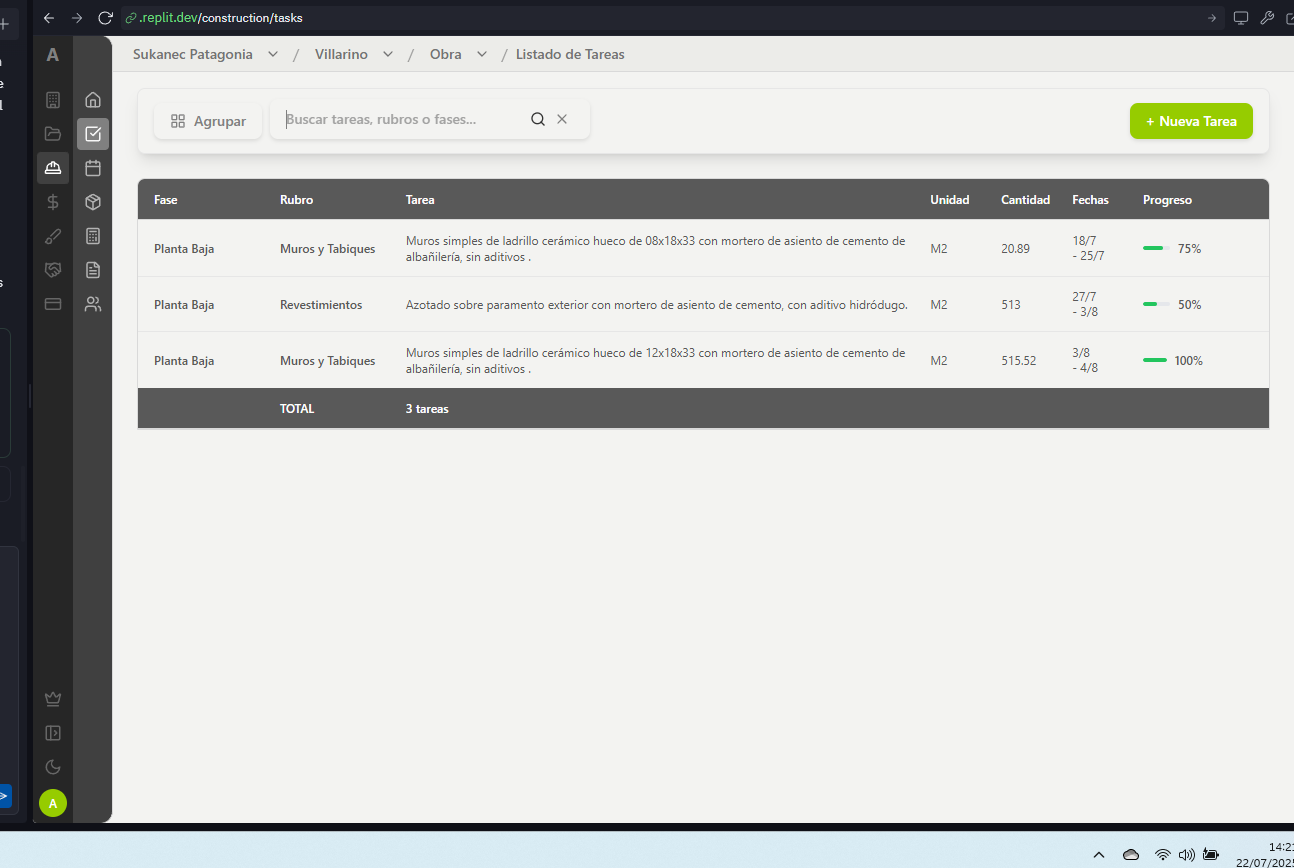 .replit.dev/construction/tasks
A
Sukanec Patagonia / Villarino / Obra / Listado de Tareas
Agrupar
Buscar tareas, rubros o fases...
+ Nueva Tarea
Fase Rubro Tarea Unidad Cantidad Fechas Progreso
Planta Baja Muros y Tabiques Muros simples de ladrillo cerámico hueco de 08x18x33 con mortero de asiento de cemento de
albañilería, sin aditivos . M2 20.89 18/7
- 25/7 75%
Planta Baja Revestimientos Azotado sobre paramento exterior con mortero de asiento de cemento, con aditivo hidródugo. M2 513 27/7
- 3/8 50%
Planta Baja Muros y Tabiques Muros simples de ladrillo cerámico hueco de 12x18x33 con mortero de asiento de cemento de
albañilería, sin aditivos . M2 515.52 3/8
- 4/8 100%
TOTAL 3 tareas
A
14:21
22/07/2025